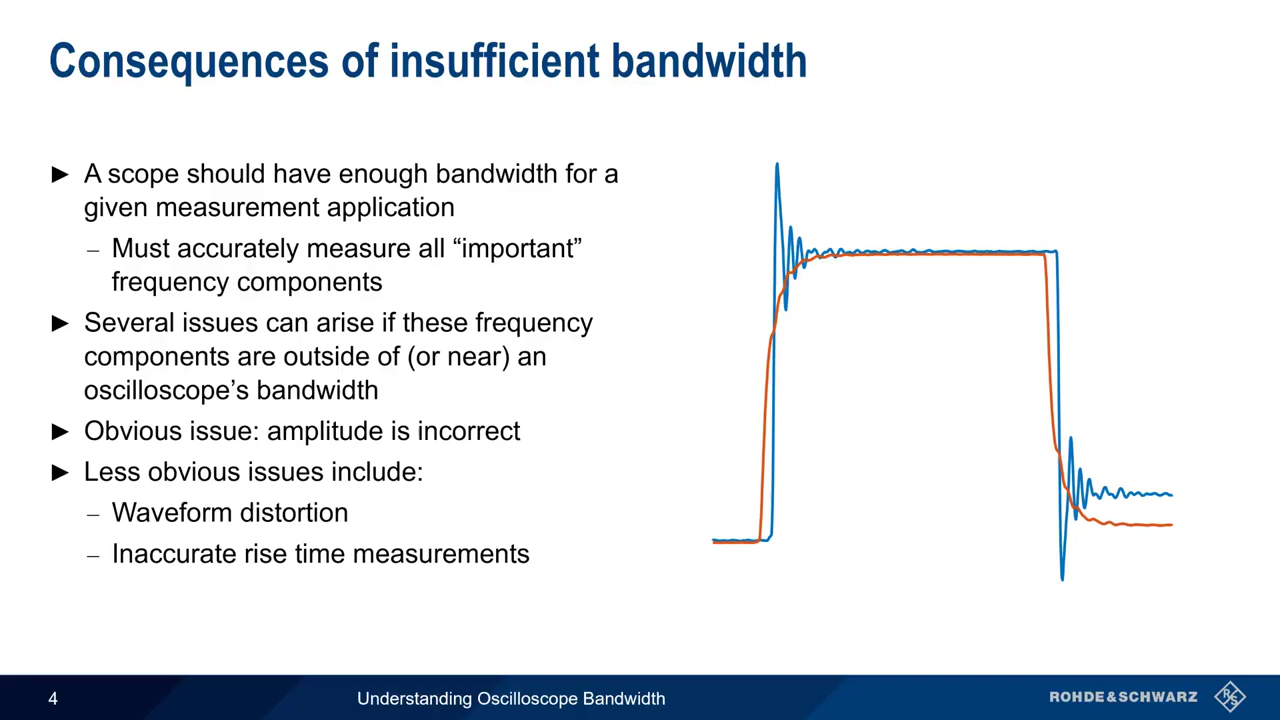 Consequences of insufficient bandwidth
► A scope should have enough bandwidth for a
given measurement application
– Must accurately measure all “important”
frequency components
► Several issues can arise if these frequency
components are outside of (or near) an
oscilloscope’s bandwidth
► Obvious issue: amplitude is incorrect
► Less obvious issues include:
– Waveform distortion
– Inaccurate rise time measurements
4
Understanding Oscilloscope Bandwidth
ROHDE & SCHWARZ
R S